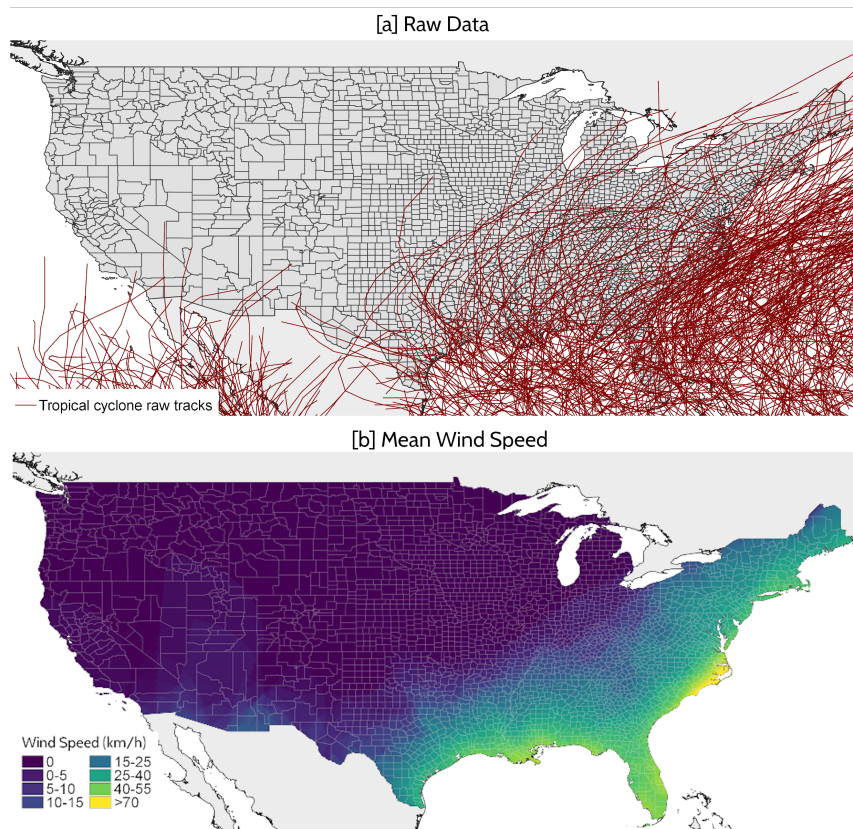 [a] Raw Data
Tropical cyclone raw tracks
[b] Mean Wind Speed
Wind Speed (km/h)
0
0-5
5-10
10-15
15-25
25-40
40-55
>70